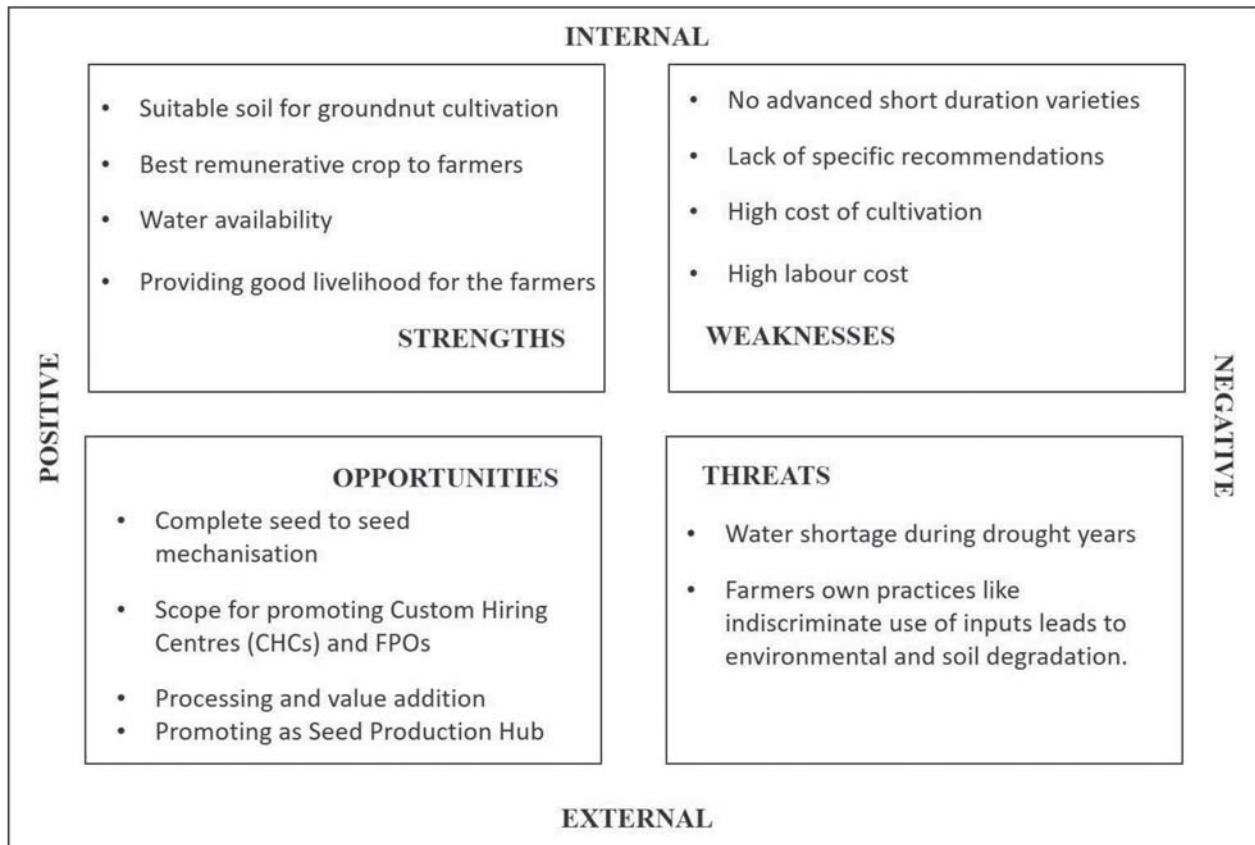 INTERNAL
• Suitable soil for groundnut cultivation
• Best remunerative crop to farmers
• Water availability
• Providing good livelihood for the farmers
STRENGTHS
• No advanced short duration varieties
• Lack of specific recommendations
• High cost of cultivation
• High labour cost
WEAKNESSES
POSITIVE
NEGATIVE
OPPORTUNITIES
• Complete seed to seed
mechanisation
• Scope for promoting Custom Hiring
Centres (CHCs) and FPOs
• Processing and value addition
• Promoting as Seed Production Hub
THREATS
• Water shortage during drought years
• Farmers own practices like
indiscriminate use of inputs leads to
environmental and soil degradation.
EXTERNAL